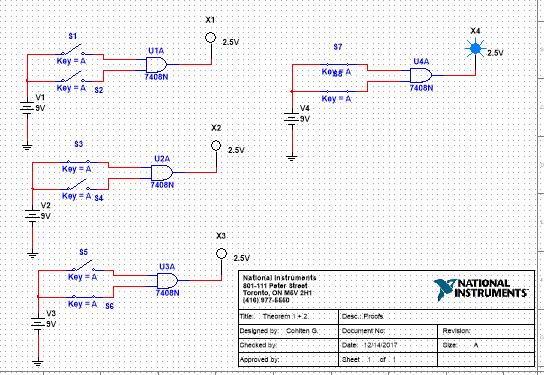 X1
S1
U1A
2.5V
Key = A
Key = A
S2
7408N
V1
9V
X4
S7
2.5V
U4A
Key = A
S8
Key = A
7408N
V4
9V
X2
S3
U2A
2.5V
Key = A
Key = A
S4
7408N
V2
9V
X3
S5
U3A
2.5V
Key = A
Key = A
S6
7408N
V3
9V
National Instruments
801-111 Peter Street
Toronto, ON M5V 2H1
(416) 977-5550
NATIONAL
INSTRUMENTS
Title: Theorem 1 + 2 Desc.: Proofs
Designed by: Cohlten G. Document No: Revision:
Checked by: Date: 12/14/2017 Size: A
Approved by: Sheet 1 of 1